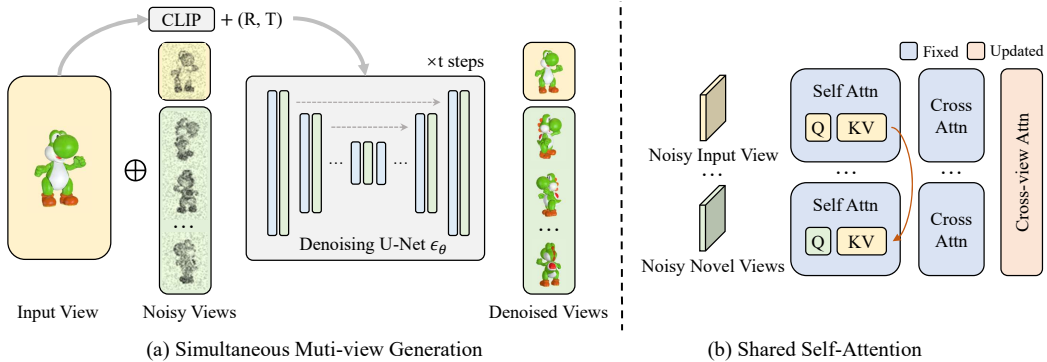 CLIP + (R, T)
×t steps
⊕
...
... ...
Denoising U-Net ϵθ
Input View
Noisy Views
Denoised Views
(a) Simultaneous Muti-view Generation
Fixed
Updated
Self Attn
Q
KV
Cross
Attn
Noisy Input View
...
... ...
Self Attn
Q
KV
Cross
Attn
Noisy Novel Views
Cross-view Attn
(b) Shared Self-Attention